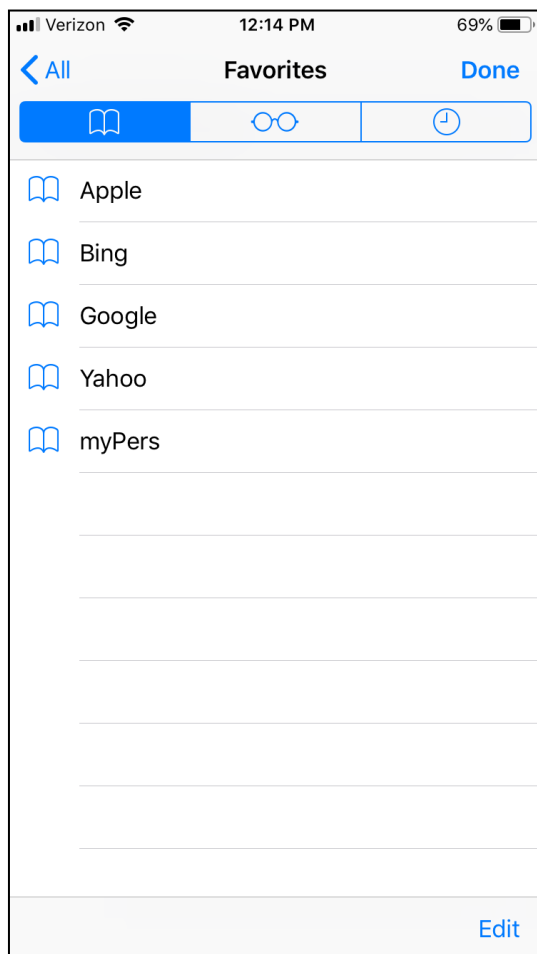 Verizon 12:14 PM 69%
All Favorites Done
Apple
Bing
Google
Yahoo
myPers
Edit